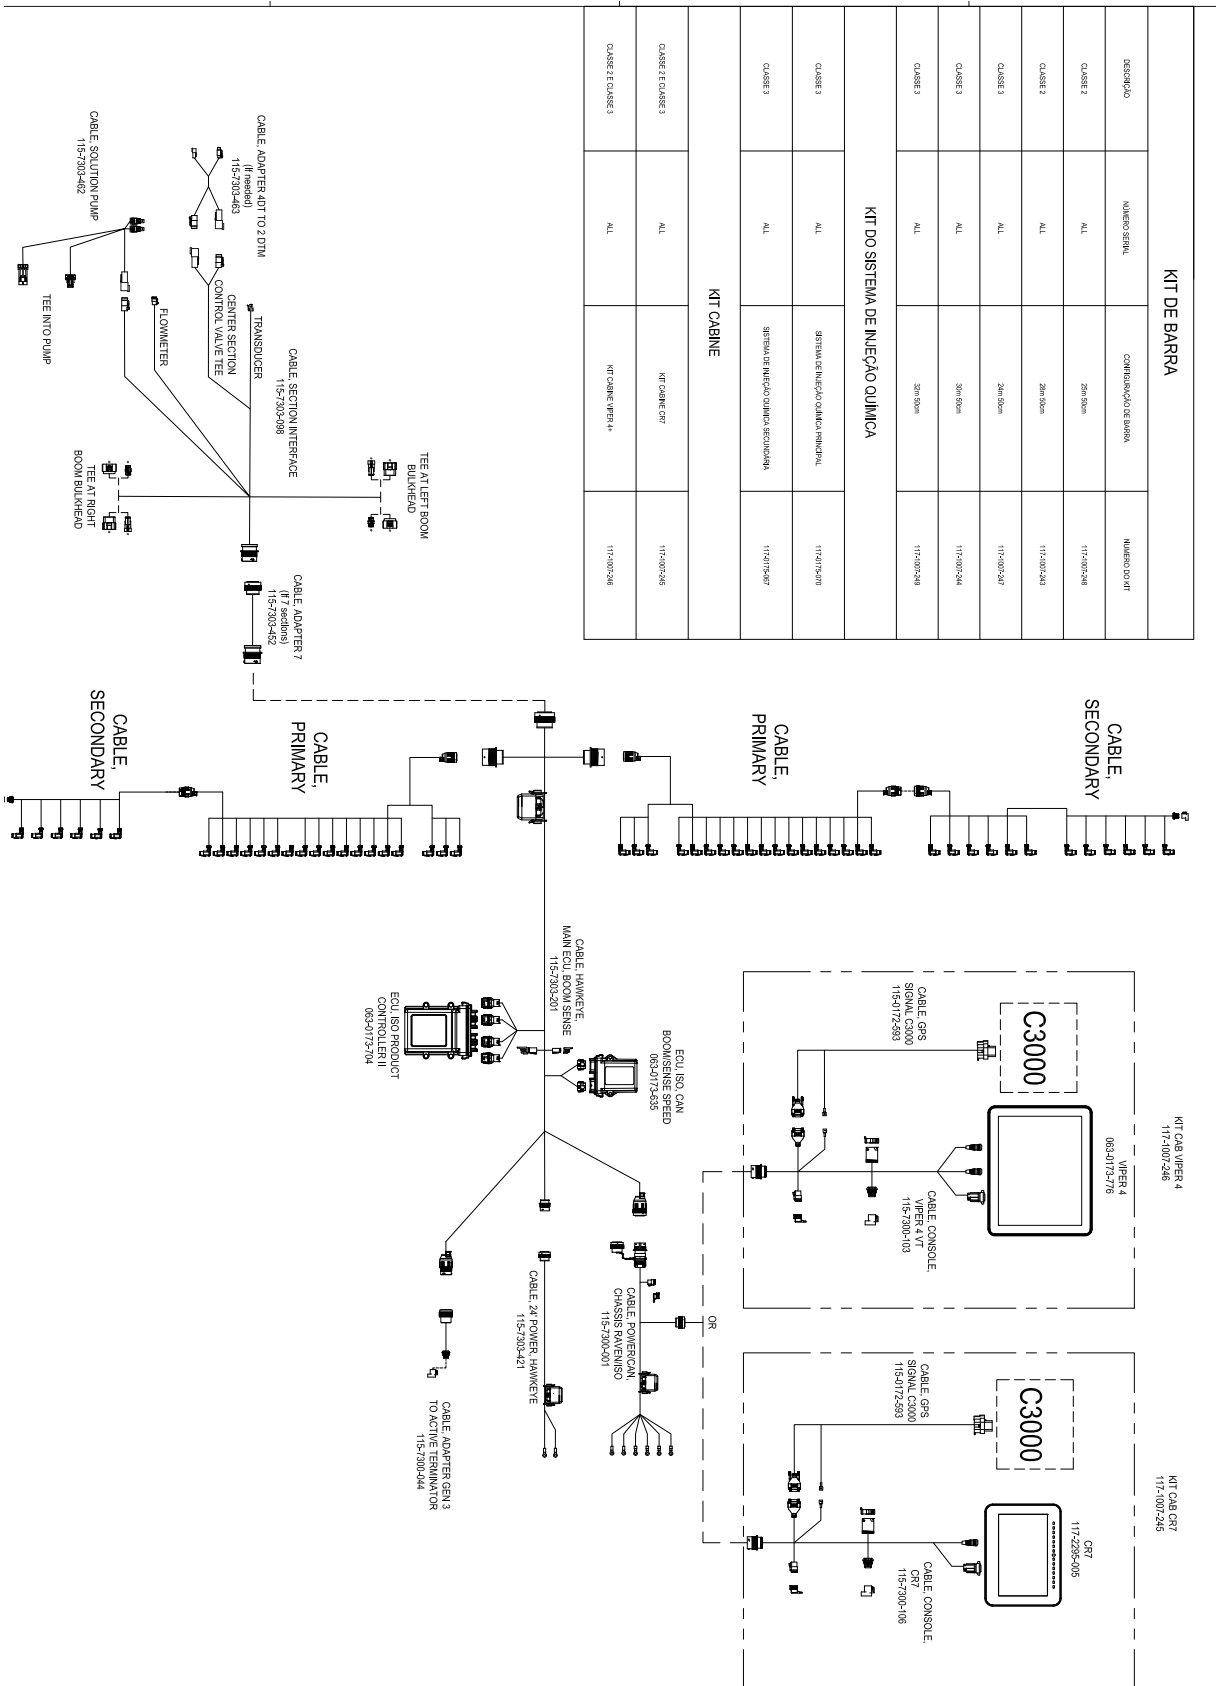 KIT DE BARRA
DESCRIÇÃO NÚMERO SERIAL CONFIGURAÇÃO DE BARRA NUMERO DO KIT
CLASSE 2 ALL 25m 50cm 117-1007-248
CLASSE 2 ALL 28m 50cm 117-1007-243
CLASSE 3 ALL 24m 50cm 117-1007-247
CLASSE 3 ALL 30m 50cm 117-1007-244
CLASSE 3 ALL 32m 50cm 117-1007-249
KIT DO SISTEMA DE INJEÇÃO QUÍMICA
CLASSE 3 ALL SISTEMA DE INJEÇÃO QUÍMICA PRINCIPAL 117-0175-070
CLASSE 3 ALL SISTEMA DE INJEÇÃO QUÍMICA SECUNDÁRIA 117-0175-067
KIT CABINE
CLASSE 2 E CLASSE 3 ALL KIT CABINE CR7 117-1007-245
CLASSE 2 E CLASSE 3 ALL KIT CABINE VIPER 4+ 117-1007-246
KIT CAB VIPER 4
117-1007-246
VIPER 4
063-0173-776
C3000
CABLE, GPS
SIGNAL C3000
115-0172-593
CABLE, CONSOLE,
VIPER 4 VT
115-7300-103
KIT CAB CR7
117-1007-245
CR7
117-2295-005
C3000
CABLE, GPS
SIGNAL C3000
115-0172-593
CABLE, CONSOLE,
CR7
115-7300-106
OR
CABLE,
SECONDARY
CABLE,
PRIMARY
CABLE,
PRIMARY
CABLE,
SECONDARY
ECU, ISO, CAN
BOOM/SENSE SPEED
063-0173-635
CABLE, HAWKEYE,
MAIN ECU, BOOM SENSE
115-7303-201
ECU, ISO PRODUCT
CONTROLLER II
063-0173-704
CABLE, POWER/CAN,
CHASSIS RAVEN/ISO
115-7300-001
CABLE, 24' POWER, HAWKEYE
115-7303-421
CABLE, ADAPTER GEN 3
TO ACTIVE TERMINATOR
115-7300-044
TEE AT LEFT BOOM
BULKHEAD
CABLE, SECTION INTERFACE
115-7303-098
CABLE, ADAPTER 7
(If 7 sections)
115-7303-452
TRANSDUCER
CENTER SECTION
CONTROL VALVE TEE
FLOWMETER
CABLE, ADAPTER 4DT TO 2 DTM
(If needed)
115-7303-463
CABLE, SOLUTION PUMP
115-7303-462
TEE INTO PUMP
TEE AT RIGHT
BOOM BULKHEAD